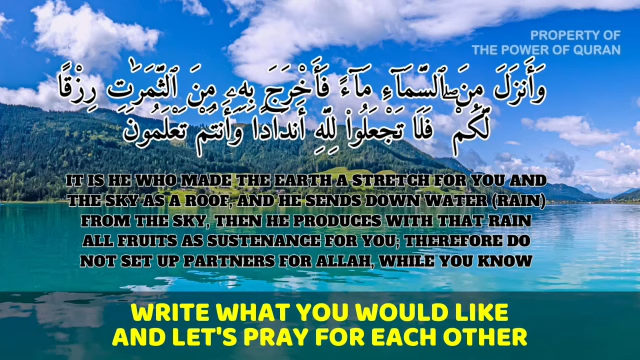 PROPERTY OF
THE POWER OF QURAN
وَأَنزَلَ مِنَ ٱلسَّمَآءِ مَآءً فَأَخْرَجَ بِهِۦ مِنَ ٱلثَّمَرَٰتِ رِزْقًا
لَّكُمْ ۖ فَلَا تَجْعَلُوا۟ لِلَّهِ أَندَادًا وَأَنتُمْ تَعْلَمُونَ
IT IS HE WHO MADE THE EARTH A STRETCH FOR YOU AND
THE SKY AS A ROOF, AND HE SENDS DOWN WATER (RAIN)
FROM THE SKY, THEN HE PRODUCES WITH THAT RAIN
ALL FRUITS AS SUSTENANCE FOR YOU; THEREFORE DO
NOT SET UP PARTNERS FOR ALLAH, WHILE YOU KNOW
WRITE WHAT YOU WOULD LIKE
AND LET'S PRAY FOR EACH OTHER